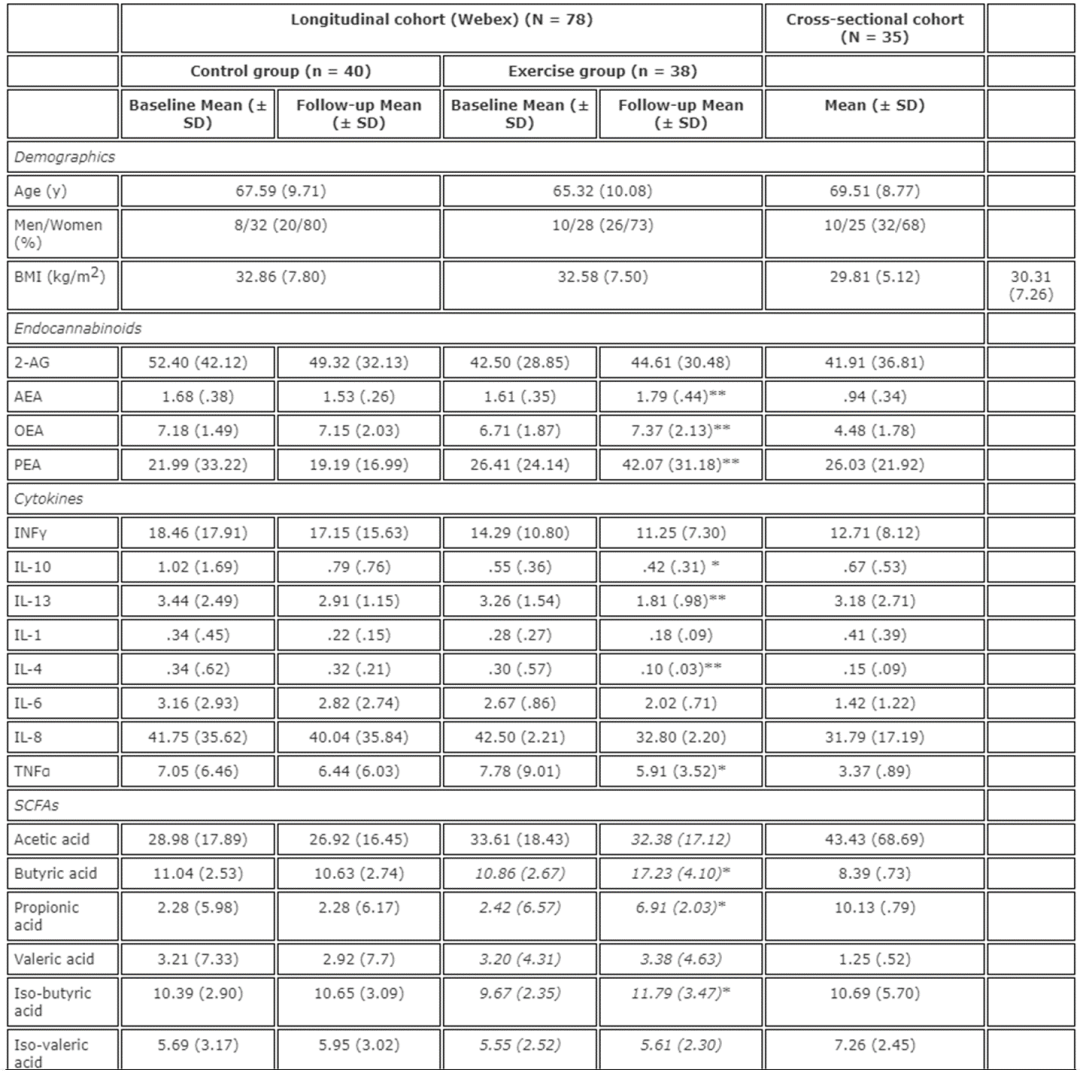 Longitudinal cohort (Webex) (N = 78) Cross-sectional cohort (N = 35)
Control group (n = 40) Exercise group (n = 38)
Baseline Mean (± SD) Follow-up Mean (± SD) Baseline Mean (± SD) Follow-up Mean (± SD) Mean (± SD)
Demographics
Age (y) 67.59 (9.71) 65.32 (10.08) 69.51 (8.77)
Men/Women (%) 8/32 (20/80) 10/28 (26/73) 10/25 (32/68)
BMI (kg/m2) 32.86 (7.80) 32.58 (7.50) 29.81 (5.12) 30.31 (7.26)
Endocannabinoids
2-AG 52.40 (42.12) 49.32 (32.13) 42.50 (28.85) 44.61 (30.48) 41.91 (36.81)
AEA 1.68 (.38) 1.53 (.26) 1.61 (.35) 1.79 (.44)** .94 (.34)
OEA 7.18 (1.49) 7.15 (2.03) 6.71 (1.87) 7.37 (2.13)** 4.48 (1.78)
PEA 21.99 (33.22) 19.19 (16.99) 26.41 (24.14) 42.07 (31.18)** 26.03 (21.92)
Cytokines
INFγ 18.46 (17.91) 17.15 (15.63) 14.29 (10.80) 11.25 (7.30) 12.71 (8.12)
IL-10 1.02 (1.69) .79 (.76) .55 (.36) .42 (.31) * .67 (.53)
IL-13 3.44 (2.49) 2.91 (1.15) 3.26 (1.54) 1.81 (.98)** 3.18 (2.71)
IL-1 .34 (.45) .22 (.15) .28 (.27) .18 (.09) .41 (.39)
IL-4 .34 (.62) .32 (.21) .30 (.57) .10 (.03)** .15 (.09)
IL-6 3.16 (2.93) 2.82 (2.74) 2.67 (.86) 2.02 (.71) 1.42 (1.22)
IL-8 41.75 (35.62) 40.04 (35.84) 42.50 (2.21) 32.80 (2.20) 31.79 (17.19)
TNFα 7.05 (6.46) 6.44 (6.03) 7.78 (9.01) 5.91 (3.52)* 3.37 (.89)
SCFAs
Acetic acid 28.98 (17.89) 26.92 (16.45) 33.61 (18.43) 32.38 (17.12) 43.43 (68.69)
Butyric acid 11.04 (2.53) 10.63 (2.74) 10.86 (2.67) 17.23 (4.10)* 8.39 (.73)
Propionic acid 2.28 (5.98) 2.28 (6.17) 2.42 (6.57) 6.91 (2.03)* 10.13 (.79)
Valeric acid 3.21 (7.33) 2.92 (7.7) 3.20 (4.31) 3.38 (4.63) 1.25 (.52)
Iso-butyric acid 10.39 (2.90) 10.65 (3.09) 9.67 (2.35) 11.79 (3.47)* 10.69 (5.70)
Iso-valeric acid 5.69 (3.17) 5.95 (3.02) 5.55 (2.52) 5.61 (2.30) 7.26 (2.45)